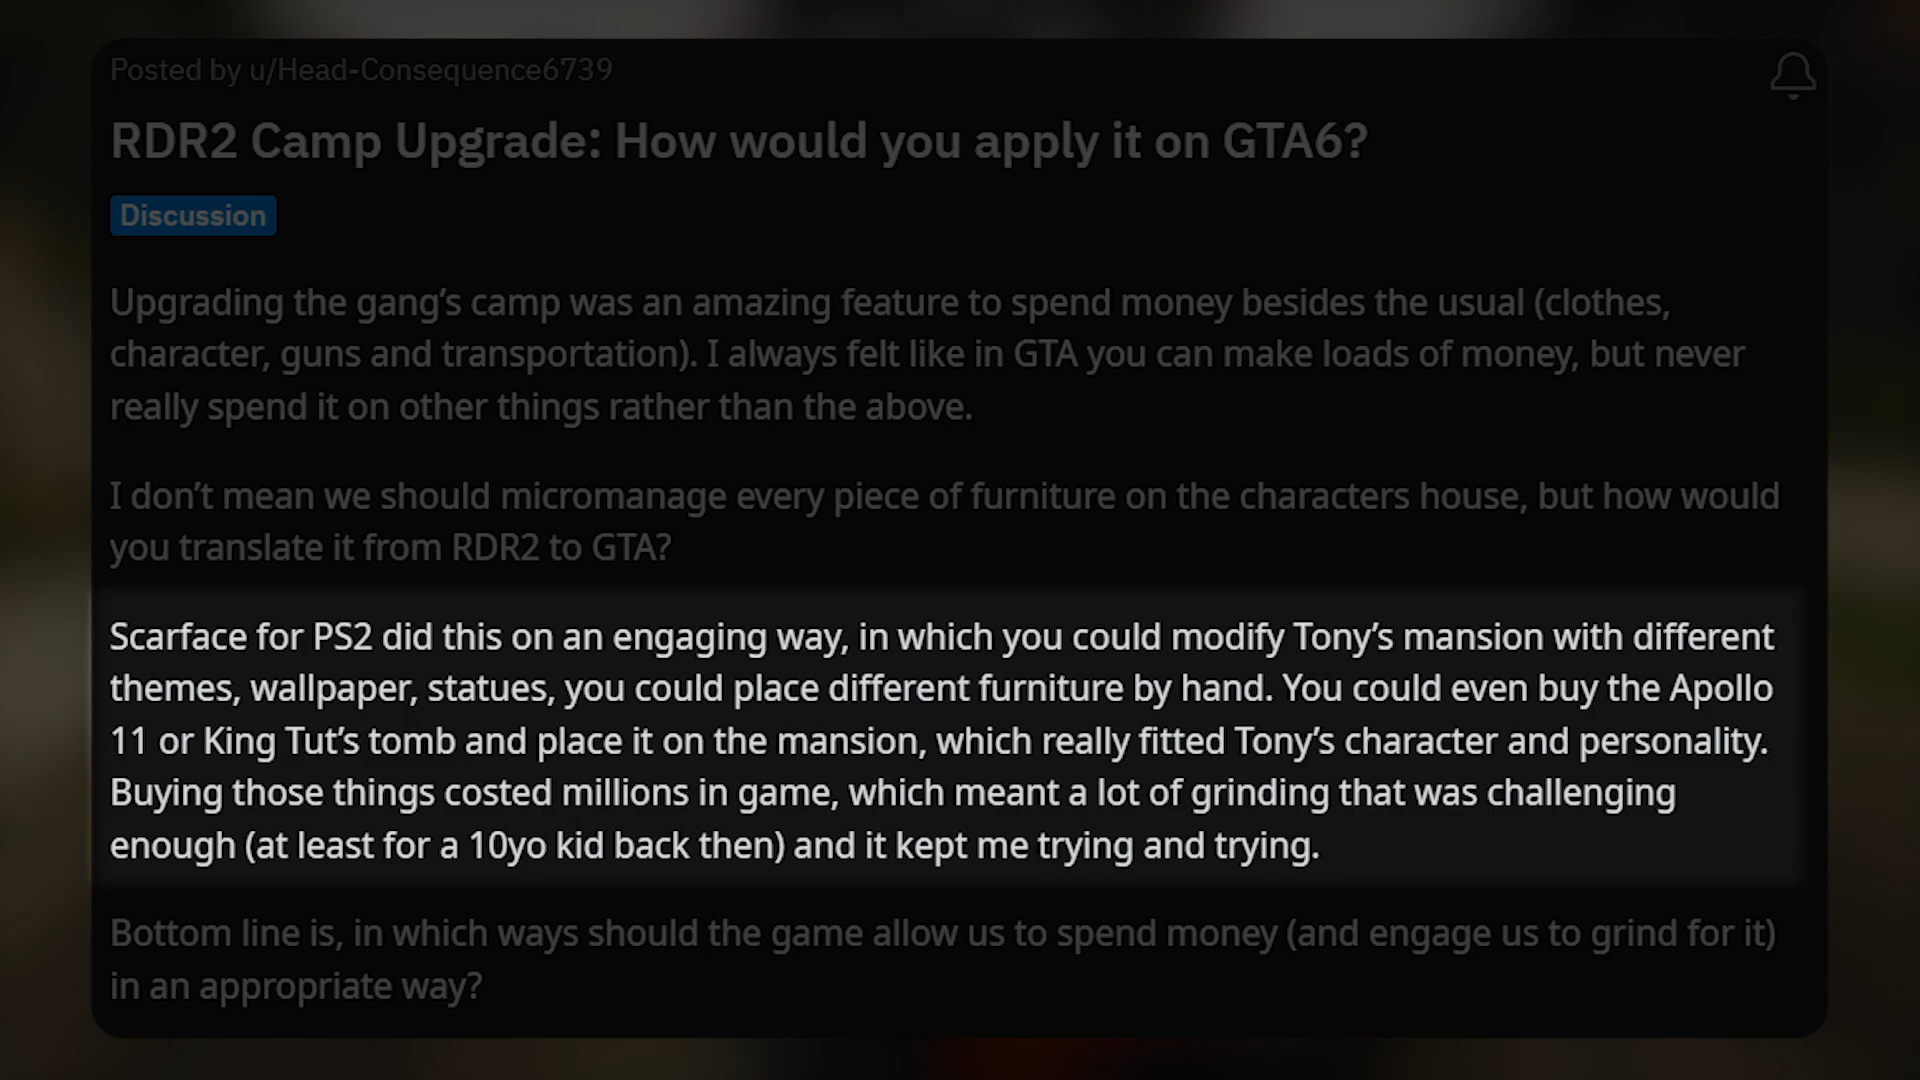 Posted by u/Head-Consequence6739
RDR2 Camp Upgrade: How would you apply it on GTA6?
Discussion
Upgrading the gang’s camp was an amazing feature to spend money besides the usual (clothes,
character, guns and transportation). I always felt like in GTA you can make loads of money, but never
really spend it on other things rather than the above.
I don’t mean we should micromanage every piece of furniture on the characters house, but how would
you translate it from RDR2 to GTA?
Scarface for PS2 did this on an engaging way, in which you could modify Tony’s mansion with different
themes, wallpaper, statues, you could place different furniture by hand. You could even buy the Apollo
11 or King Tut’s tomb and place it on the mansion, which really fitted Tony’s character and personality.
Buying those things costed millions in game, which meant a lot of grinding that was challenging
enough (at least for a 10yo kid back then) and it kept me trying and trying.
Bottom line is, in which ways should the game allow us to spend money (and engage us to grind for it)
in an appropriate way?